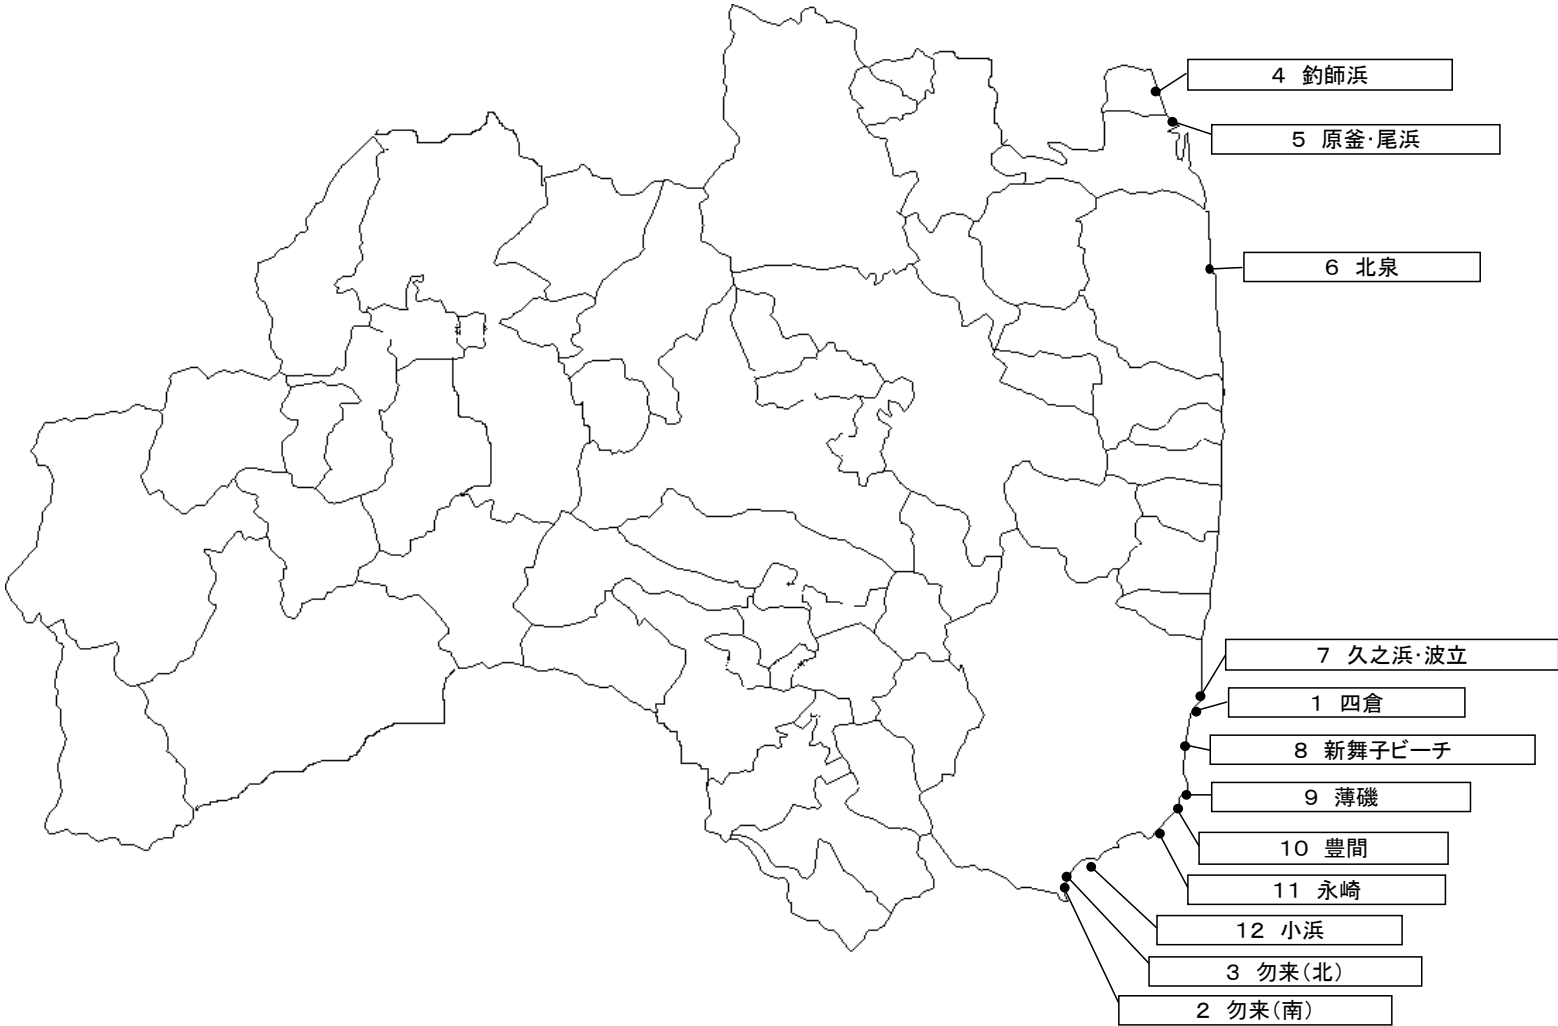 ４　釣師浜
５　原釜・尾浜
６　北泉
７　久之浜・波立
１　四倉
８　新舞子ビーチ
９　薄磯
１０　豊間
１１　永崎
１２　小浜
３　勿来（北）
２　勿来（南）